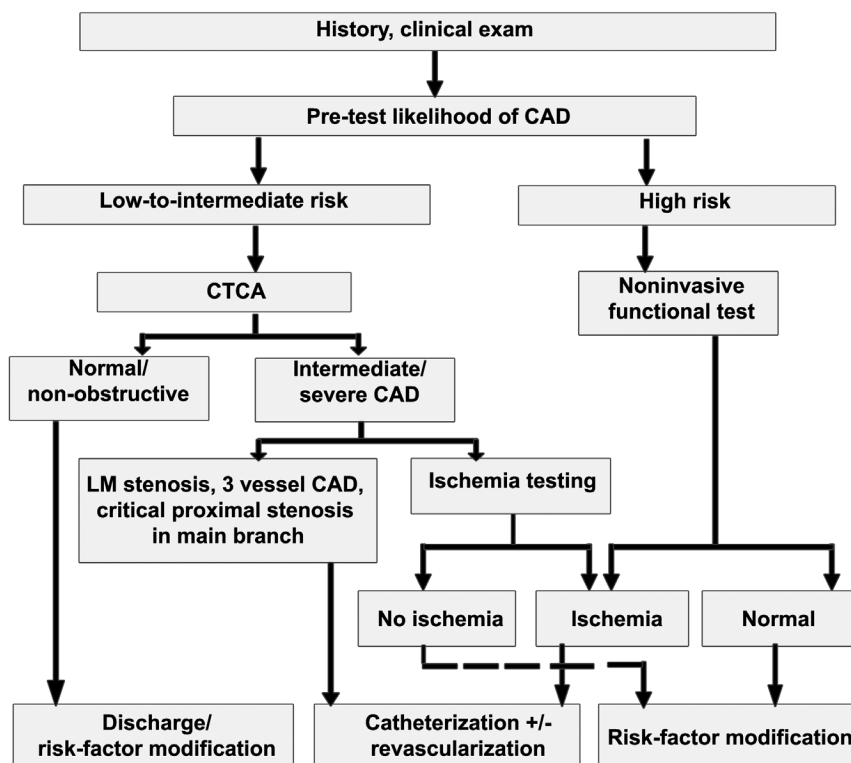 History, clinical exam
Pre-test likelihood of CAD
Low-to-intermediate risk
High risk
CTCA
Noninvasive
functional test
Normal/
non-obstructive
Intermediate/
severe CAD
LM stenosis, 3 vessel CAD,
critical proximal stenosis
in main branch
Ischemia testing
No ischemia
Ischemia
Normal
Discharge/
risk-factor modification
Catheterization +/-
revascularization
Risk-factor modification